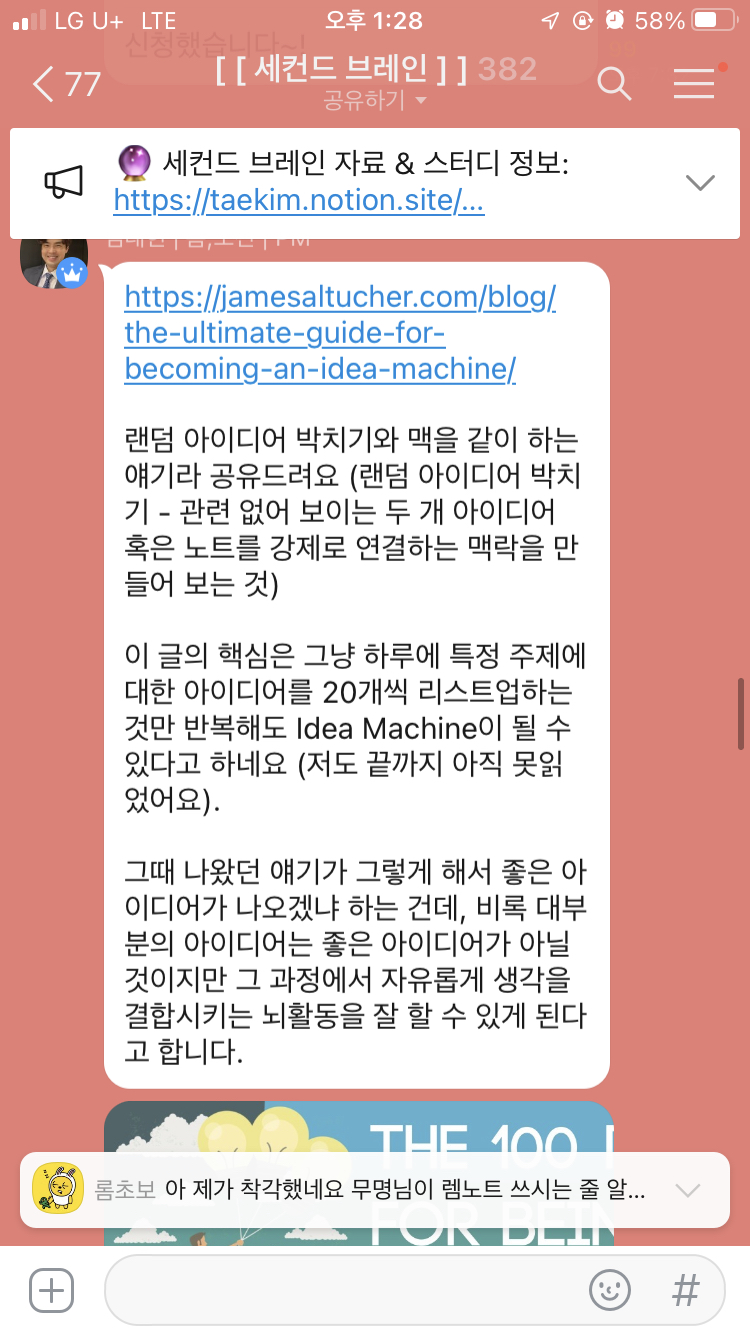 LG U+ LTE 오후 1:28 58%
신청했습니다~!
77 [ [ 세컨드 브레인 ] ] 382
공유하기
세컨드 브레인 자료 & 스터디 정보:
https://taekim.notion.site/...
https://jamesaltucher.com/blog/
the-ultimate-guide-for-
becoming-an-idea-machine/
랜덤 아이디어 박치기와 맥을 같이 하는
얘기라 공유드려요 (랜덤 아이디어 박치
기 - 관련 없어 보이는 두 개 아이디어
혹은 노트를 강제로 연결하는 맥락을 만
들어 보는 것)
이 글의 핵심은 그냥 하루에 특정 주제에
대한 아이디어를 20개씩 리스트업하는
것만 반복해도 Idea Machine이 될 수
있다고 하네요 (저도 끝까지 아직 못읽
었어요).
그때 나왔던 얘기가 그렇게 해서 좋은 아
이디어가 나오겠냐 하는 건데, 비록 대부
분의 아이디어는 좋은 아이디어가 아닐
것이지만 그 과정에서 자유롭게 생각을
결합시키는 뇌활동을 잘 할 수 있게 된다
고 합니다.
THE 100
롬초보 아 제가 착각했네요 무명님이 렘노트 쓰시는 줄 알...
FOR BEIN
#